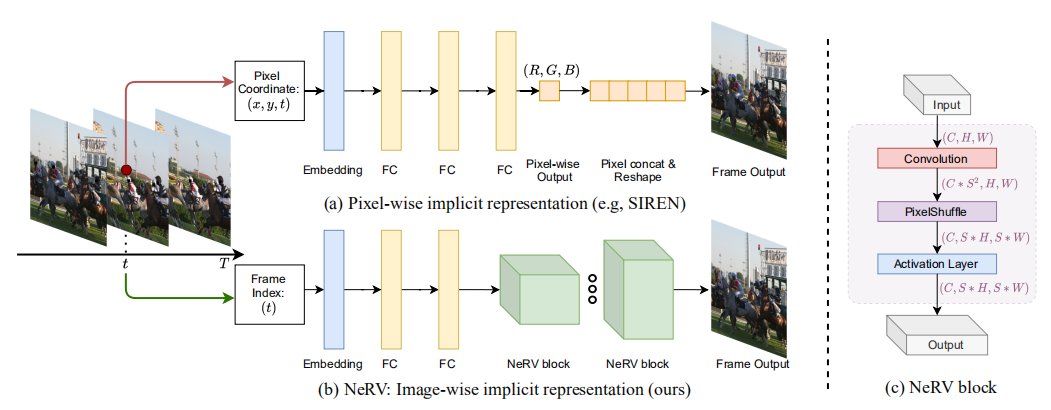 Pixel
Coordinate:
(x, y, t)
Embedding
FC
FC
FC
(R, G, B)
Pixel-wise
Output
Pixel concat &
Reshape
Frame Output
(a) Pixel-wise implicit representation (e.g, SIREN)
t
T
Frame
Index:
(t)
Embedding
FC
FC
NeRV block
NeRV block
Frame Output
(b) NeRV: Image-wise implicit representation (ours)
Input
(C, H, W)
Convolution
(C * S², H, W)
PixelShuffle
(C, S * H, S * W)
Activation Layer
(C, S * H, S * W)
Output
(c) NeRV block